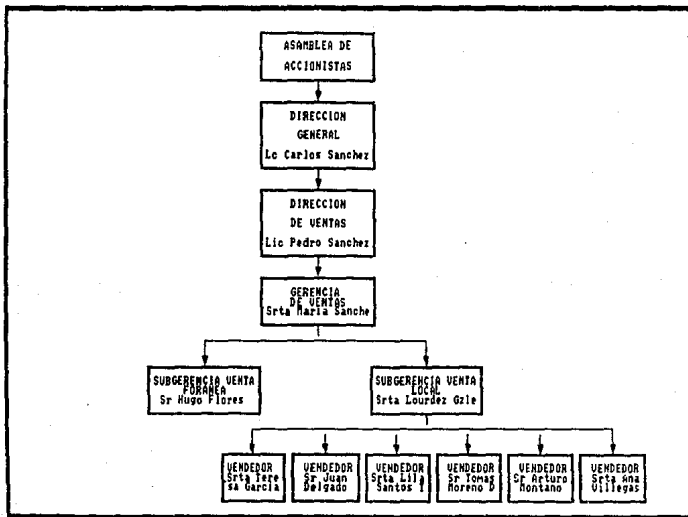 ASAMBLEA DE
ACCIONISTAS
DIRECCION
GENERAL
Lc Carlos Sanchez
DIRECCION
DE VENTAS
Lic Pedro Sanchez
GERENCIA
DE VENTAS
Srta Maria Sanche
SUBGERENCIA VENTA
FORANEA
Sr Hugo Flores
SUBGERENCIA VENTA
LOCAL
Srta Lourdez Gzle
VENDEDOR
Srta Tere
sa Garcia
VENDEDOR
Sr Juan
Delgado
VENDEDOR
Srta Lila
Santos I
VENDEDOR
Sr Tomas
Moreno D
VENDEDOR
Sr Arturo
Montano
VENDEDOR
Srta Ana
Villegas